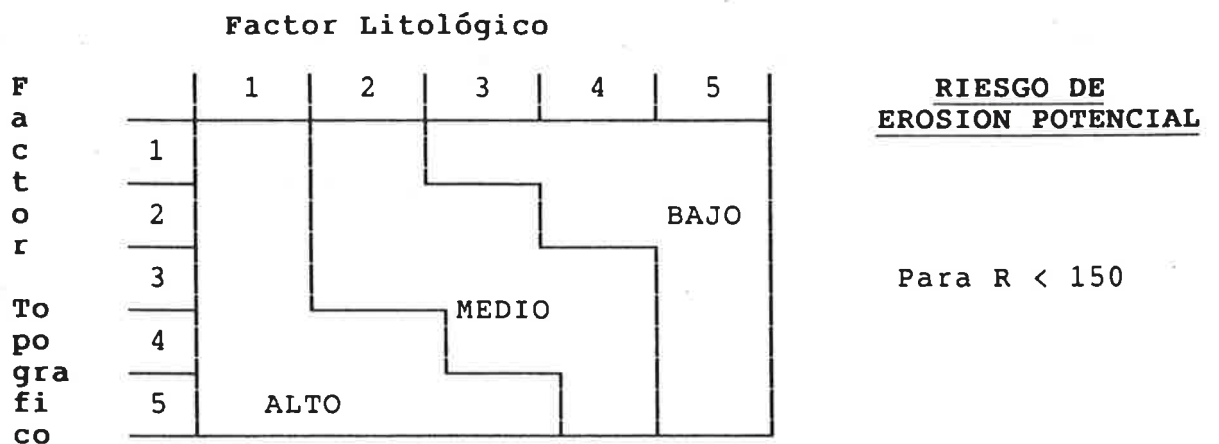 Factor Litológico
F
a
c
t
o
r
To
po
gra
fi
co
1 2 3 4 5
1
2
3
4
5
BAJO
MEDIO
ALTO
RIESGO DE
EROSION POTENCIAL
Para R < 150